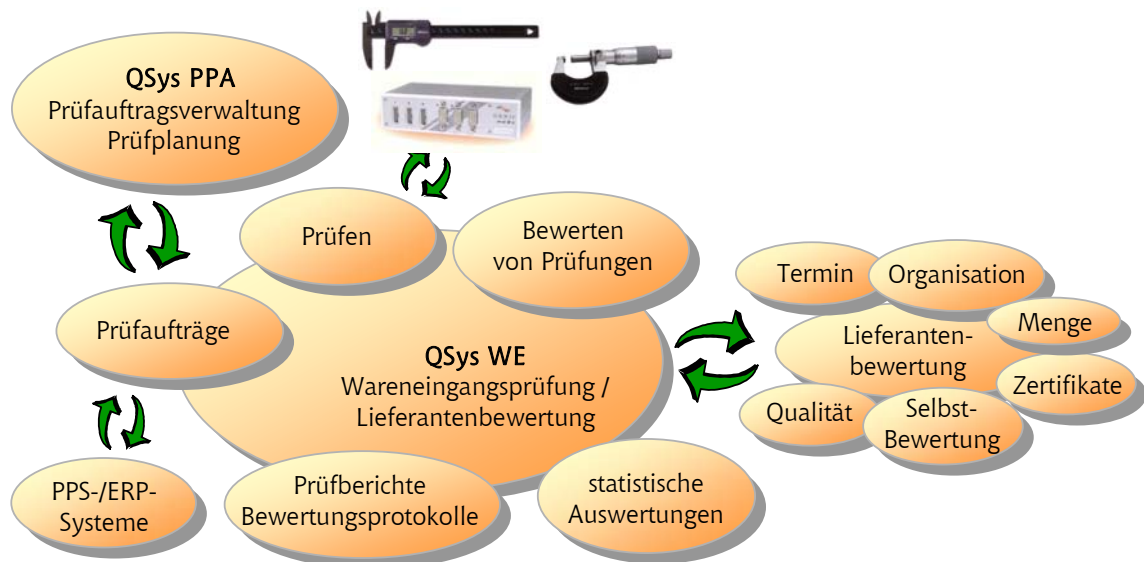 QSys PPA
Prüfauftragsverwaltung
Prüfplanung
Prüfen
Bewerten
von Prüfungen
Prüfaufträge
QSys WE
Wareneingangsprüfung /
Lieferantenbewertung
Termin
Organisation
Menge
Lieferanten-
bewertung
Zertifikate
Qualität
Selbst-
Bewertung
PPS-/ERP-
Systeme
Prüfberichte
Bewertungsprotokolle
statistische
Auswertungen